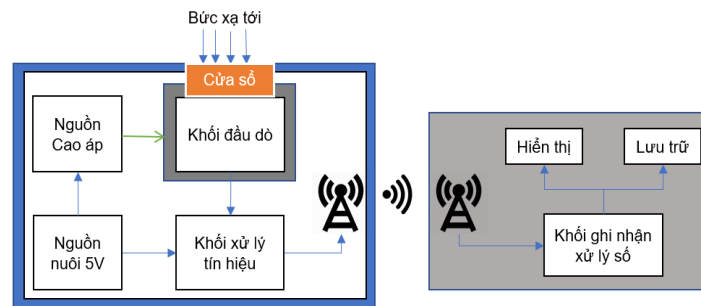 Bức xạ tới
Cửa sổ
Nguồn
Cao áp
Khối đầu dò
Hiển thị
Lưu trữ
Nguồn
nuôi 5V
Khối xử lý
tín hiệu
Khối ghi nhận
xử lý số